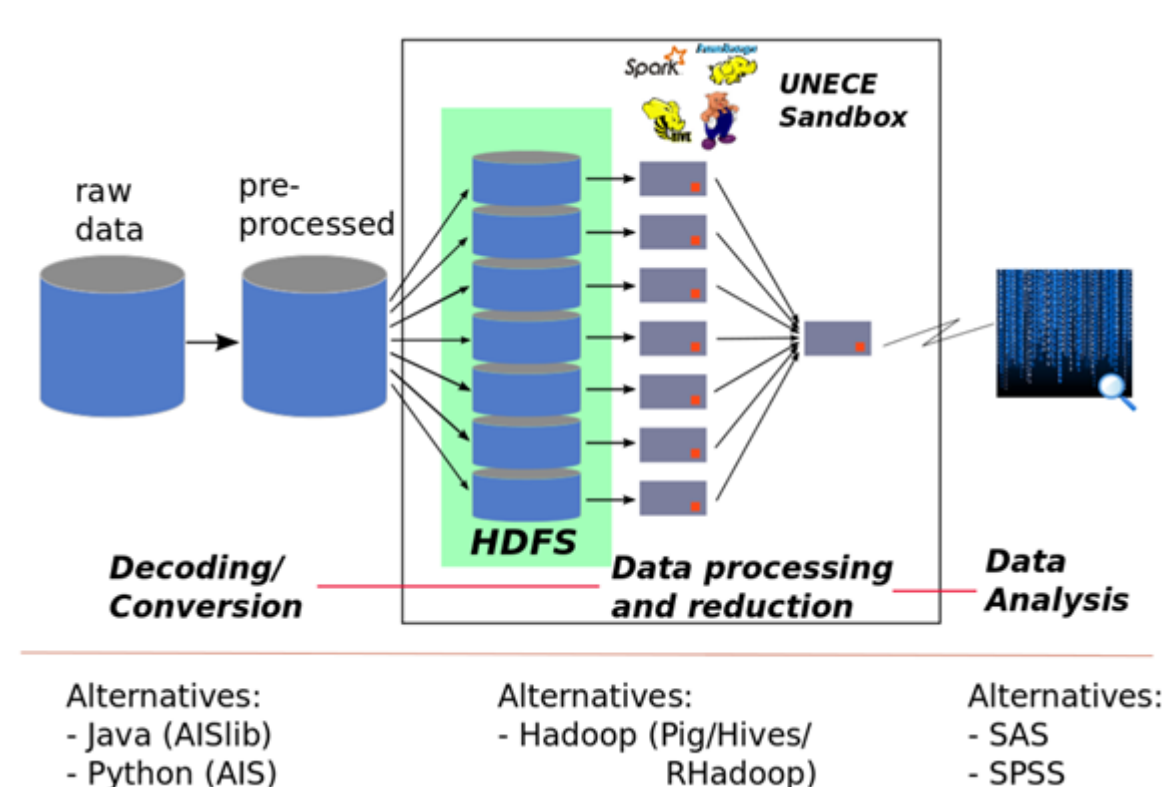 Spark
HIVE
UNECE
Sandbox
raw
data
pre-
processed
HDFS
Decoding/
Conversion
Data processing
and reduction
Data
Analysis
Alternatives:
- Java (AISlib)
- Python (AIS)
Alternatives:
- Hadoop (Pig/Hives/
RHadoop)
Alternatives:
- SAS
- SPSS